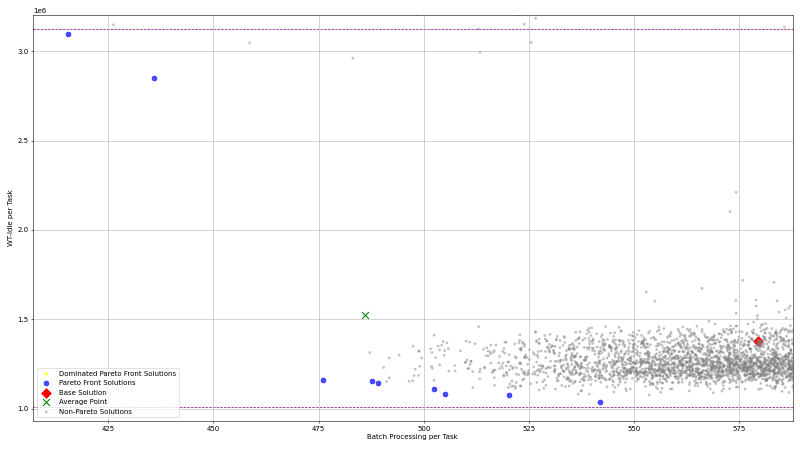 1e6
3.0
2.5
2.0
1.5
1.0
WT-Idle per Task
Dominated Pareto Front Solutions
Pareto Front Solutions
Base Solution
Average Point
Non-Pareto Solutions
425
450
475
500
525
550
575
Batch Processing per Task